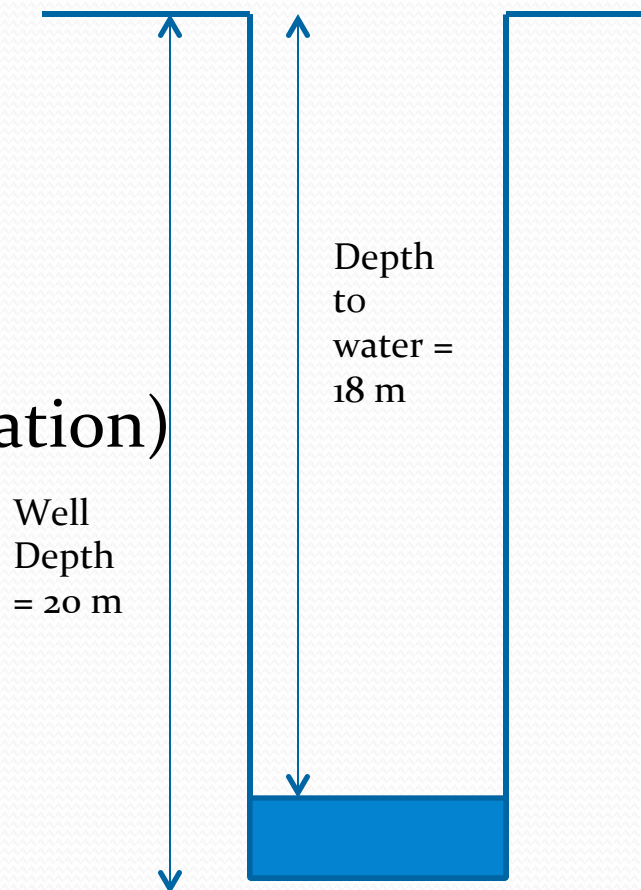 Depth
to
water =
18 m
ation)
Well
Depth
= 20 m